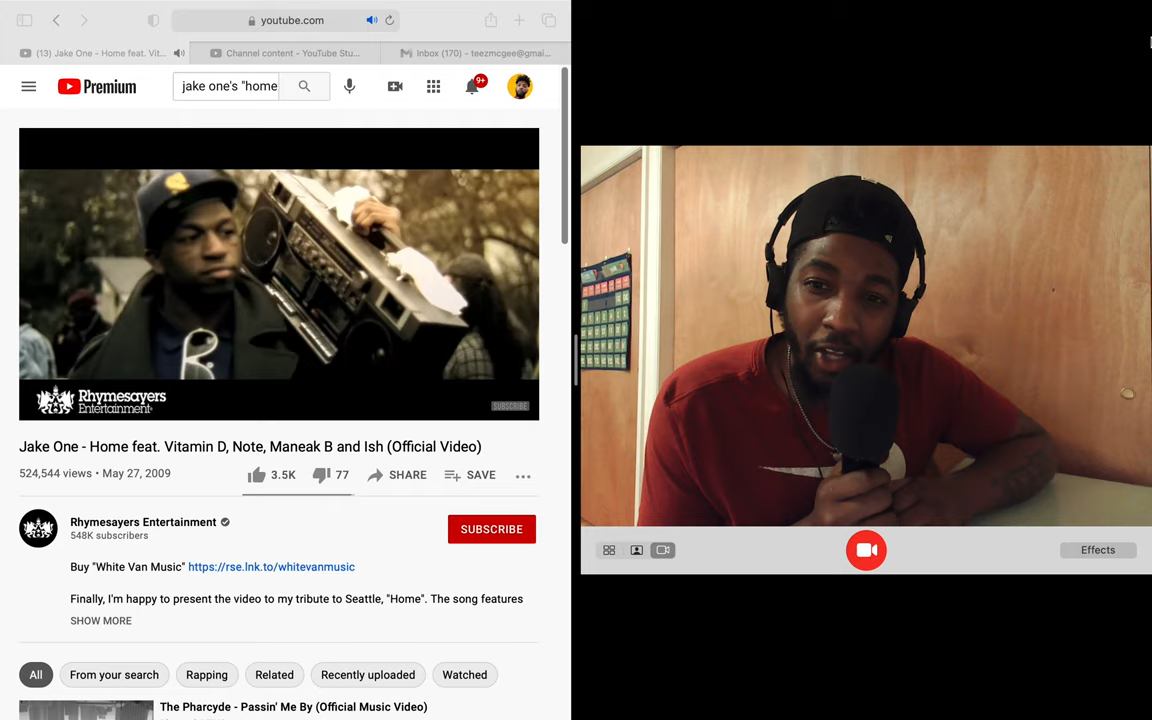 youtube.com
(13) Jake One - Home feat. Vit...
Channel content - YouTube Stu...
Inbox (170) - teezmcgee@gmai...
Premium
jake one's "home
9+
Rhymesayers
Entertainment
SUBSCRIBE
Jake One - Home feat. Vitamin D, Note, Maneak B and Ish (Official Video)
524,544 views • May 27, 2009
3.5K
77
SHARE
SAVE
Rhymesayers Entertainment
548K subscribers
SUBSCRIBE
Buy "White Van Music" https://rse.lnk.to/whitevanmusic
Finally, I'm happy to present the video to my tribute to Seattle, "Home". The song features
SHOW MORE
All
From your search
Rapping
Related
Recently uploaded
Watched
The Pharcyde - Passin' Me By (Official Music Video)
Effects